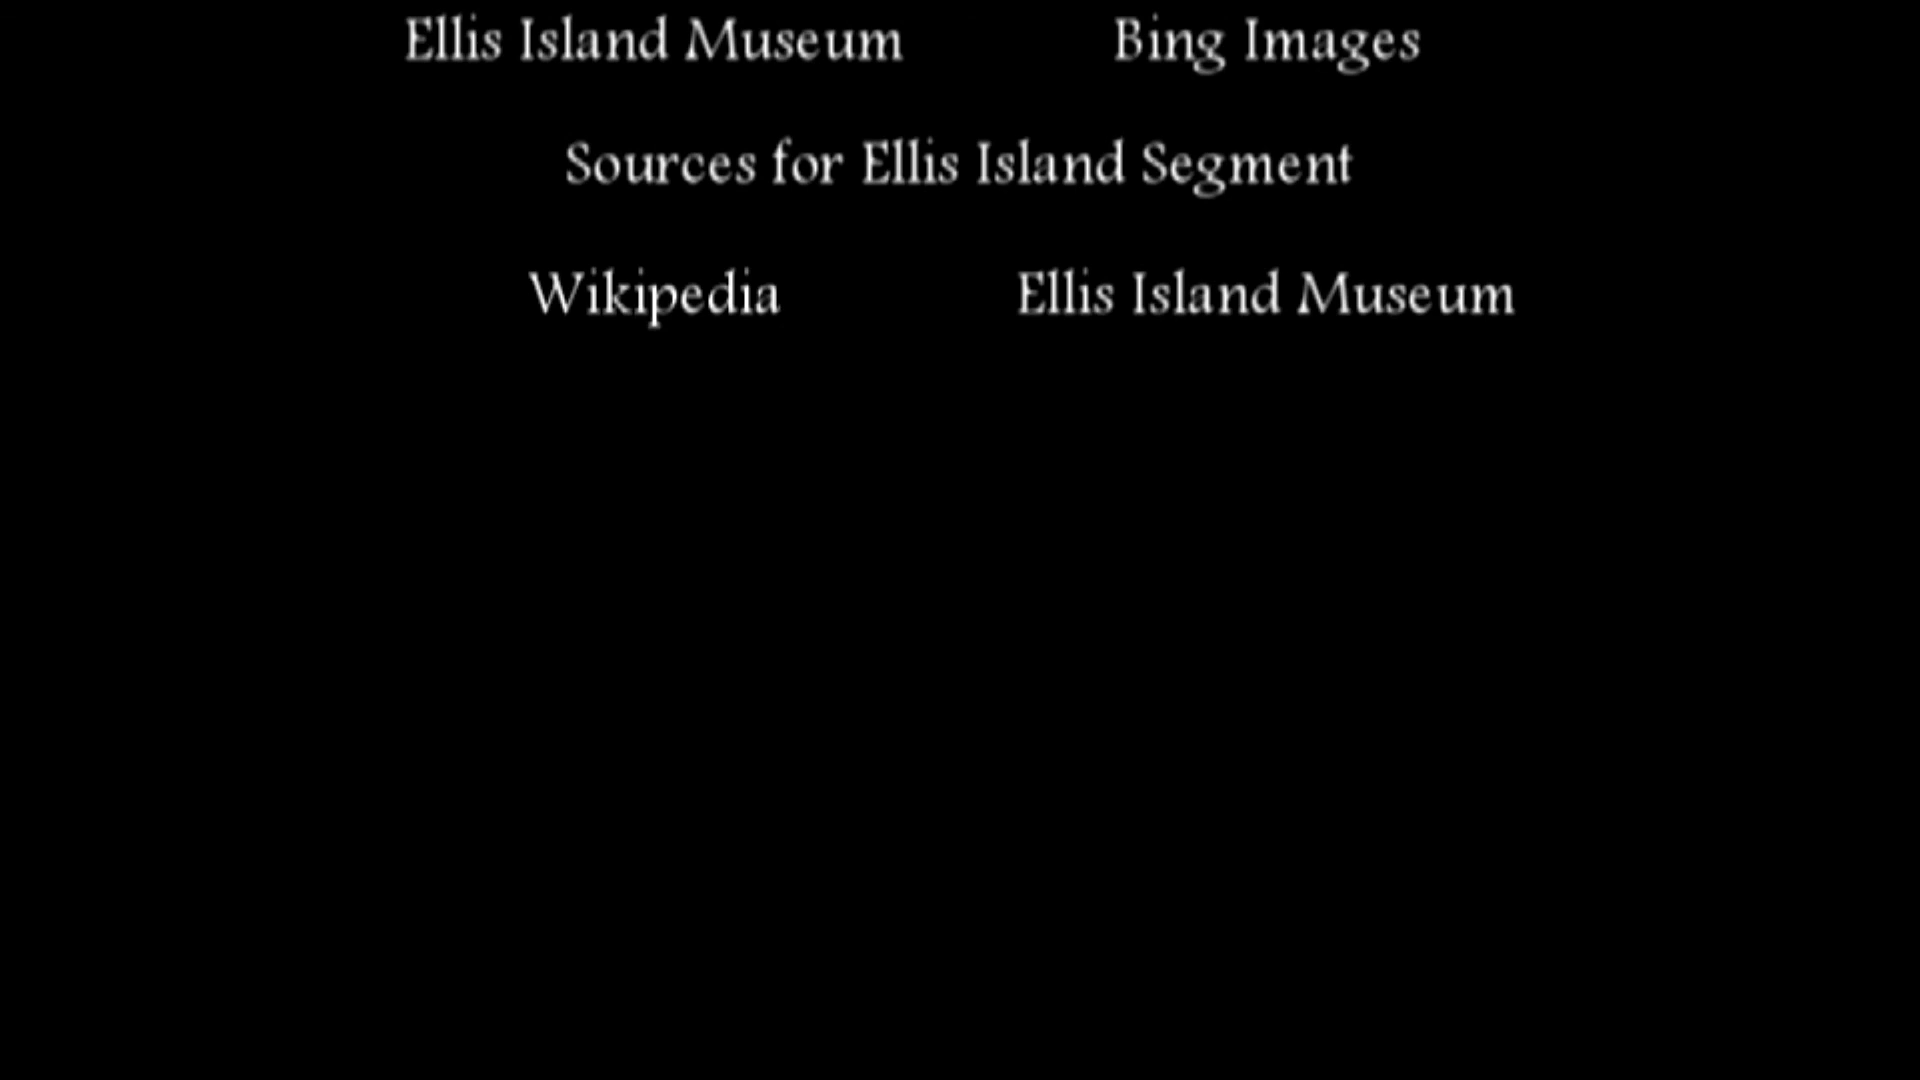 Ellis Island Museum Bing Images
Sources for Ellis Island Segment
Wikipedia Ellis Island Museum